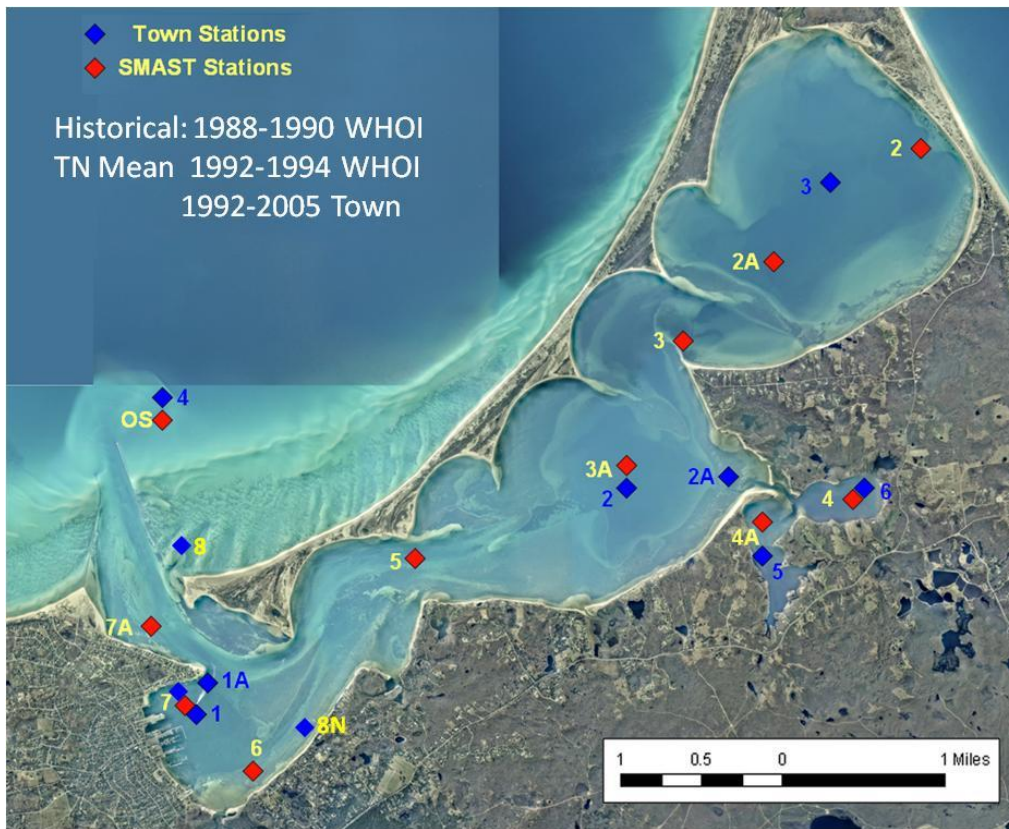 Town Stations
SMAST Stations
Historical: 1988-1990 WHOI
TN Mean 1992-1994 WHOI
1992-2005 Town
2
3
2A
3
4
OS
3A
2
2A
6
4
4A
5
5
8
7A
1A
7
1
8N
6
1 0.5 0 1 Miles